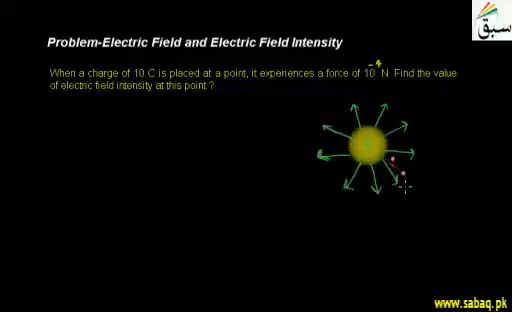 سبق
Problem-Electric Field and Electric Field Intensity
When a charge of 10 C is placed at a point, it experiences a force of 10⁻⁴ N. Find the value
of electric field intensity at this point ?
www.sabaq.pk